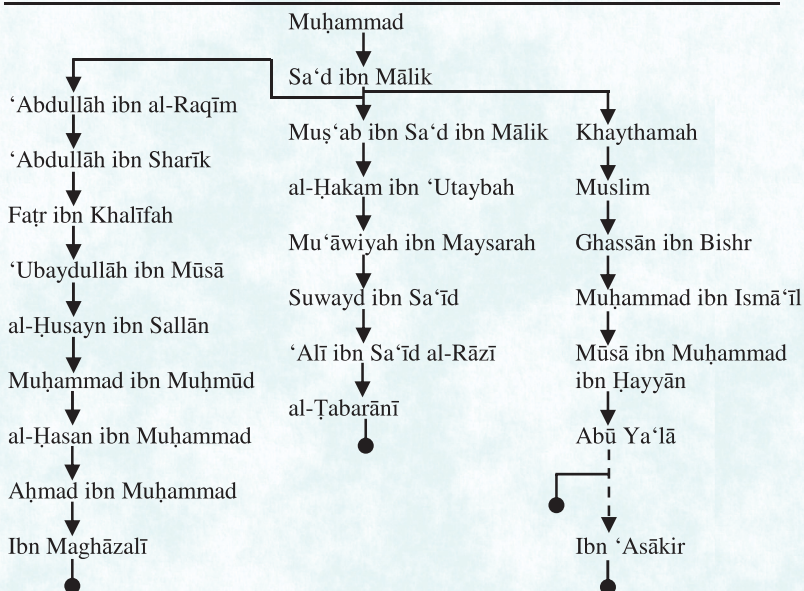 Muḥammad
Sa‘d ibn Mālik
‘Abdullāh ibn al-Raqīm
‘Abdullāh ibn Sharīk
Faṭr ibn Khalīfah
‘Ubaydullāh ibn Mūsā
al-Ḥusayn ibn Sallān
Muḥammad ibn Muḥmūd
al-Ḥasan ibn Muḥammad
Aḥmad ibn Muḥammad
Ibn Maghāzalī
Muṣ‘ab ibn Sa‘d ibn Mālik
al-Ḥakam ibn ‘Utaybah
Mu‘āwiyah ibn Maysarah
Suwayd ibn Sa‘īd
‘Alī ibn Sa‘īd al-Rāzī
al-Ṭabarānī
Khaythamah
Muslim
Ghassān ibn Bishr
Muḥammad ibn Ismā‘īl
Mūsā ibn Muḥammad
ibn Ḥayyān
Abū Ya‘lā
Ibn ‘Asākir